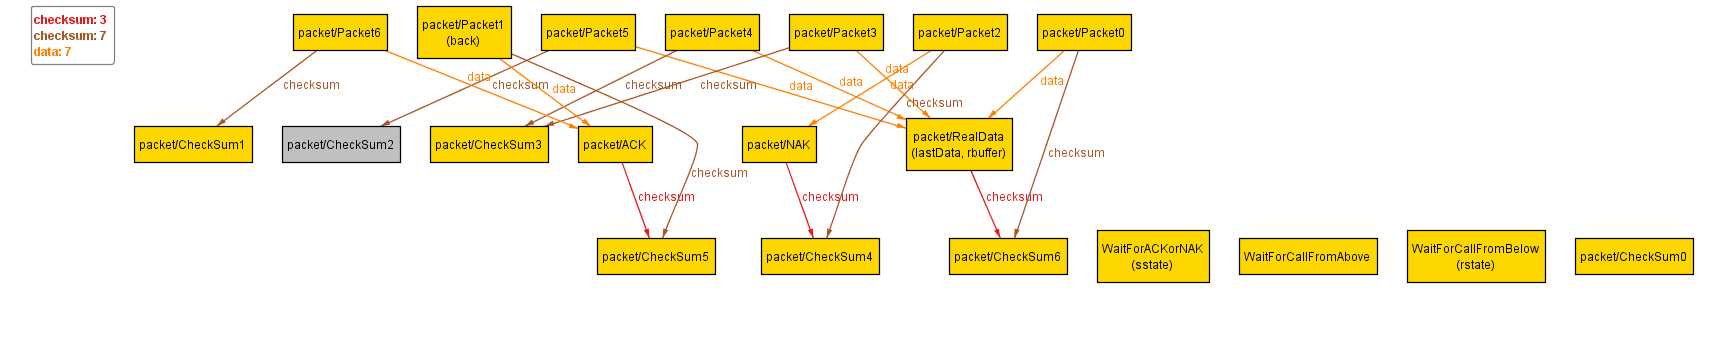 checksum: 3
checksum: 7
data: 7
packet/Packet6
packet/Packet1
(back)
packet/Packet5
packet/Packet4
packet/Packet3
packet/Packet2
packet/Packet0
data
checksum
checksum
data
checksum
checksum
data
data
data
data
checksum
data
packet/CheckSum1
packet/CheckSum2
packet/CheckSum3
packet/ACK
packet/NAK
packet/RealData
(lastData, rbuffer)
checksum
checksum
checksum
checksum
checksum
packet/CheckSum5
packet/CheckSum4
packet/CheckSum6
WaitForACKorNAK
(sstate)
WaitForCallFromAbove
WaitForCallFromBelow
(rstate)
packet/CheckSum0